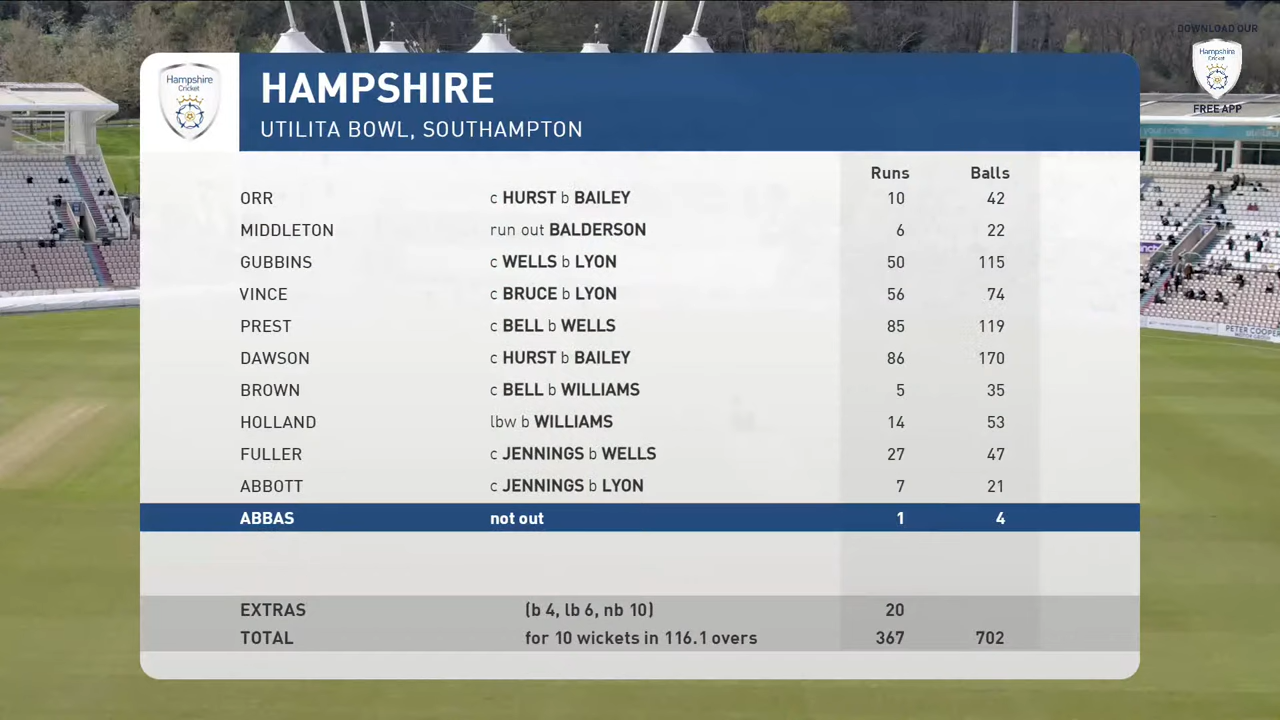 DOWNLOAD OUR
Hampshire
Cricket
FREE APP
Hampshire
Cricket
HAMPSHIRE
UTILITA BOWL, SOUTHAMPTON
Runs Balls
ORR c HURST b BAILEY 10 42
MIDDLETON run out BALDERSON 6 22
GUBBINS c WELLS b LYON 50 115
VINCE c BRUCE b LYON 56 74
PREST c BELL b WELLS 85 119
DAWSON c HURST b BAILEY 86 170
BROWN c BELL b WILLIAMS 5 35
HOLLAND lbw b WILLIAMS 14 53
FULLER c JENNINGS b WELLS 27 47
ABBOTT c JENNINGS b LYON 7 21
ABBAS not out 1 4
EXTRAS (b 4, lb 6, nb 10) 20
TOTAL for 10 wickets in 116.1 overs 367 702
PETER COOPER